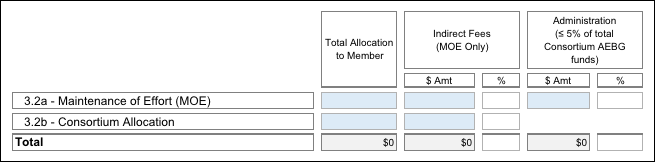 Total Allocation
to Member
Indirect Fees
(MOE Only)
Administration
(≤ 5% of total
Consortium AEBG
funds)
$ Amt
%
$ Amt
%
3.2a - Maintenance of Effort (MOE)
3.2b - Consortium Allocation
Total
$0
$0
$0